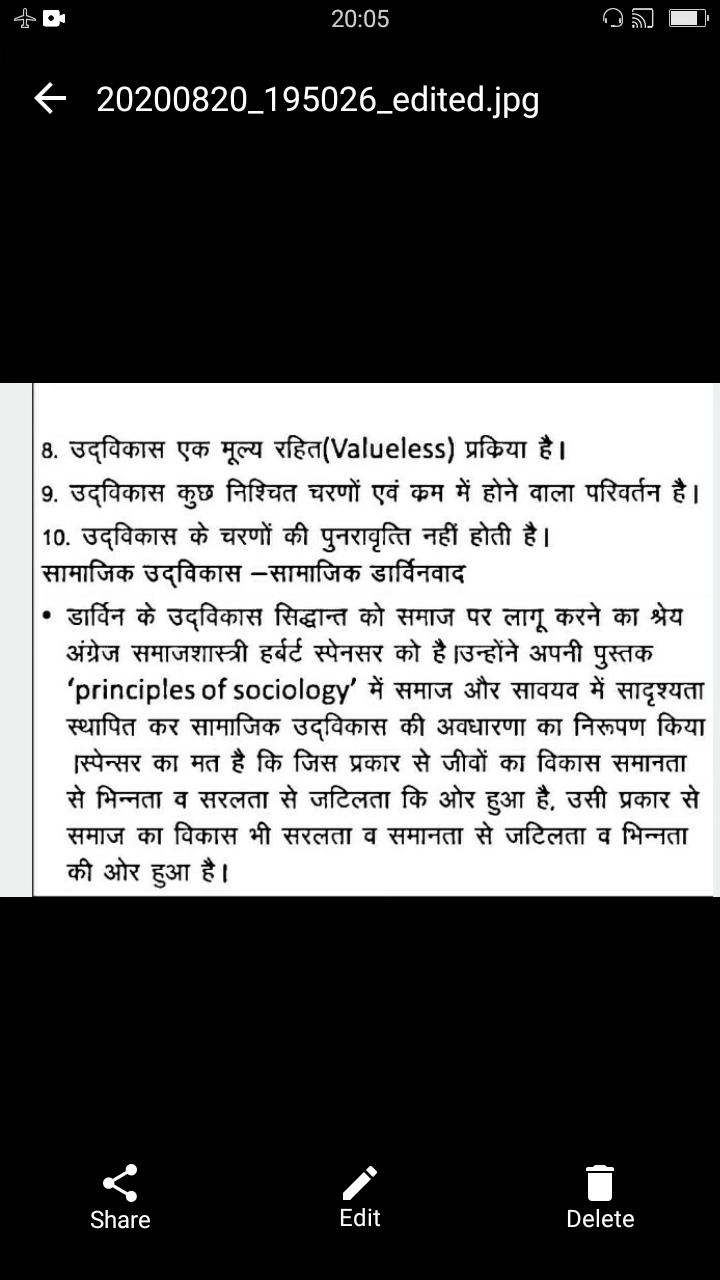 20:05
20200820_195026_edited.jpg
8. उद्विकास एक मूल्य रहित(Valueless) प्रकिया है।
9. उद्विकास कुछ निश्चित चरणों एवं कम में होने वाला परिवर्तन है।
10. उद्विकास के चरणों की पुनरावृत्ति नहीं होती है।
सामाजिक उद्विकास –सामाजिक डार्विनवाद
• डार्विन के उद्विकास सिद्धान्त को समाज पर लागू करने का श्रेय
अंग्रेज समाजशास्त्री हर्बर्ट स्पेनसर को है।उन्होंने अपनी पुस्तक
‘principles of sociology’ में समाज और सावयव में सादृश्यता
स्थापित कर सामाजिक उद्विकास की अवधारणा का निरूपण किया
।स्पेन्सर का मत है कि जिस प्रकार से जीवों का विकास समानता
से भिन्नता व सरलता से जटिलता कि ओर हुआ है, उसी प्रकार से
समाज का विकास भी सरलता व समानता से जटिलता व भिन्नता
की ओर हुआ है।
Share
Edit
Delete